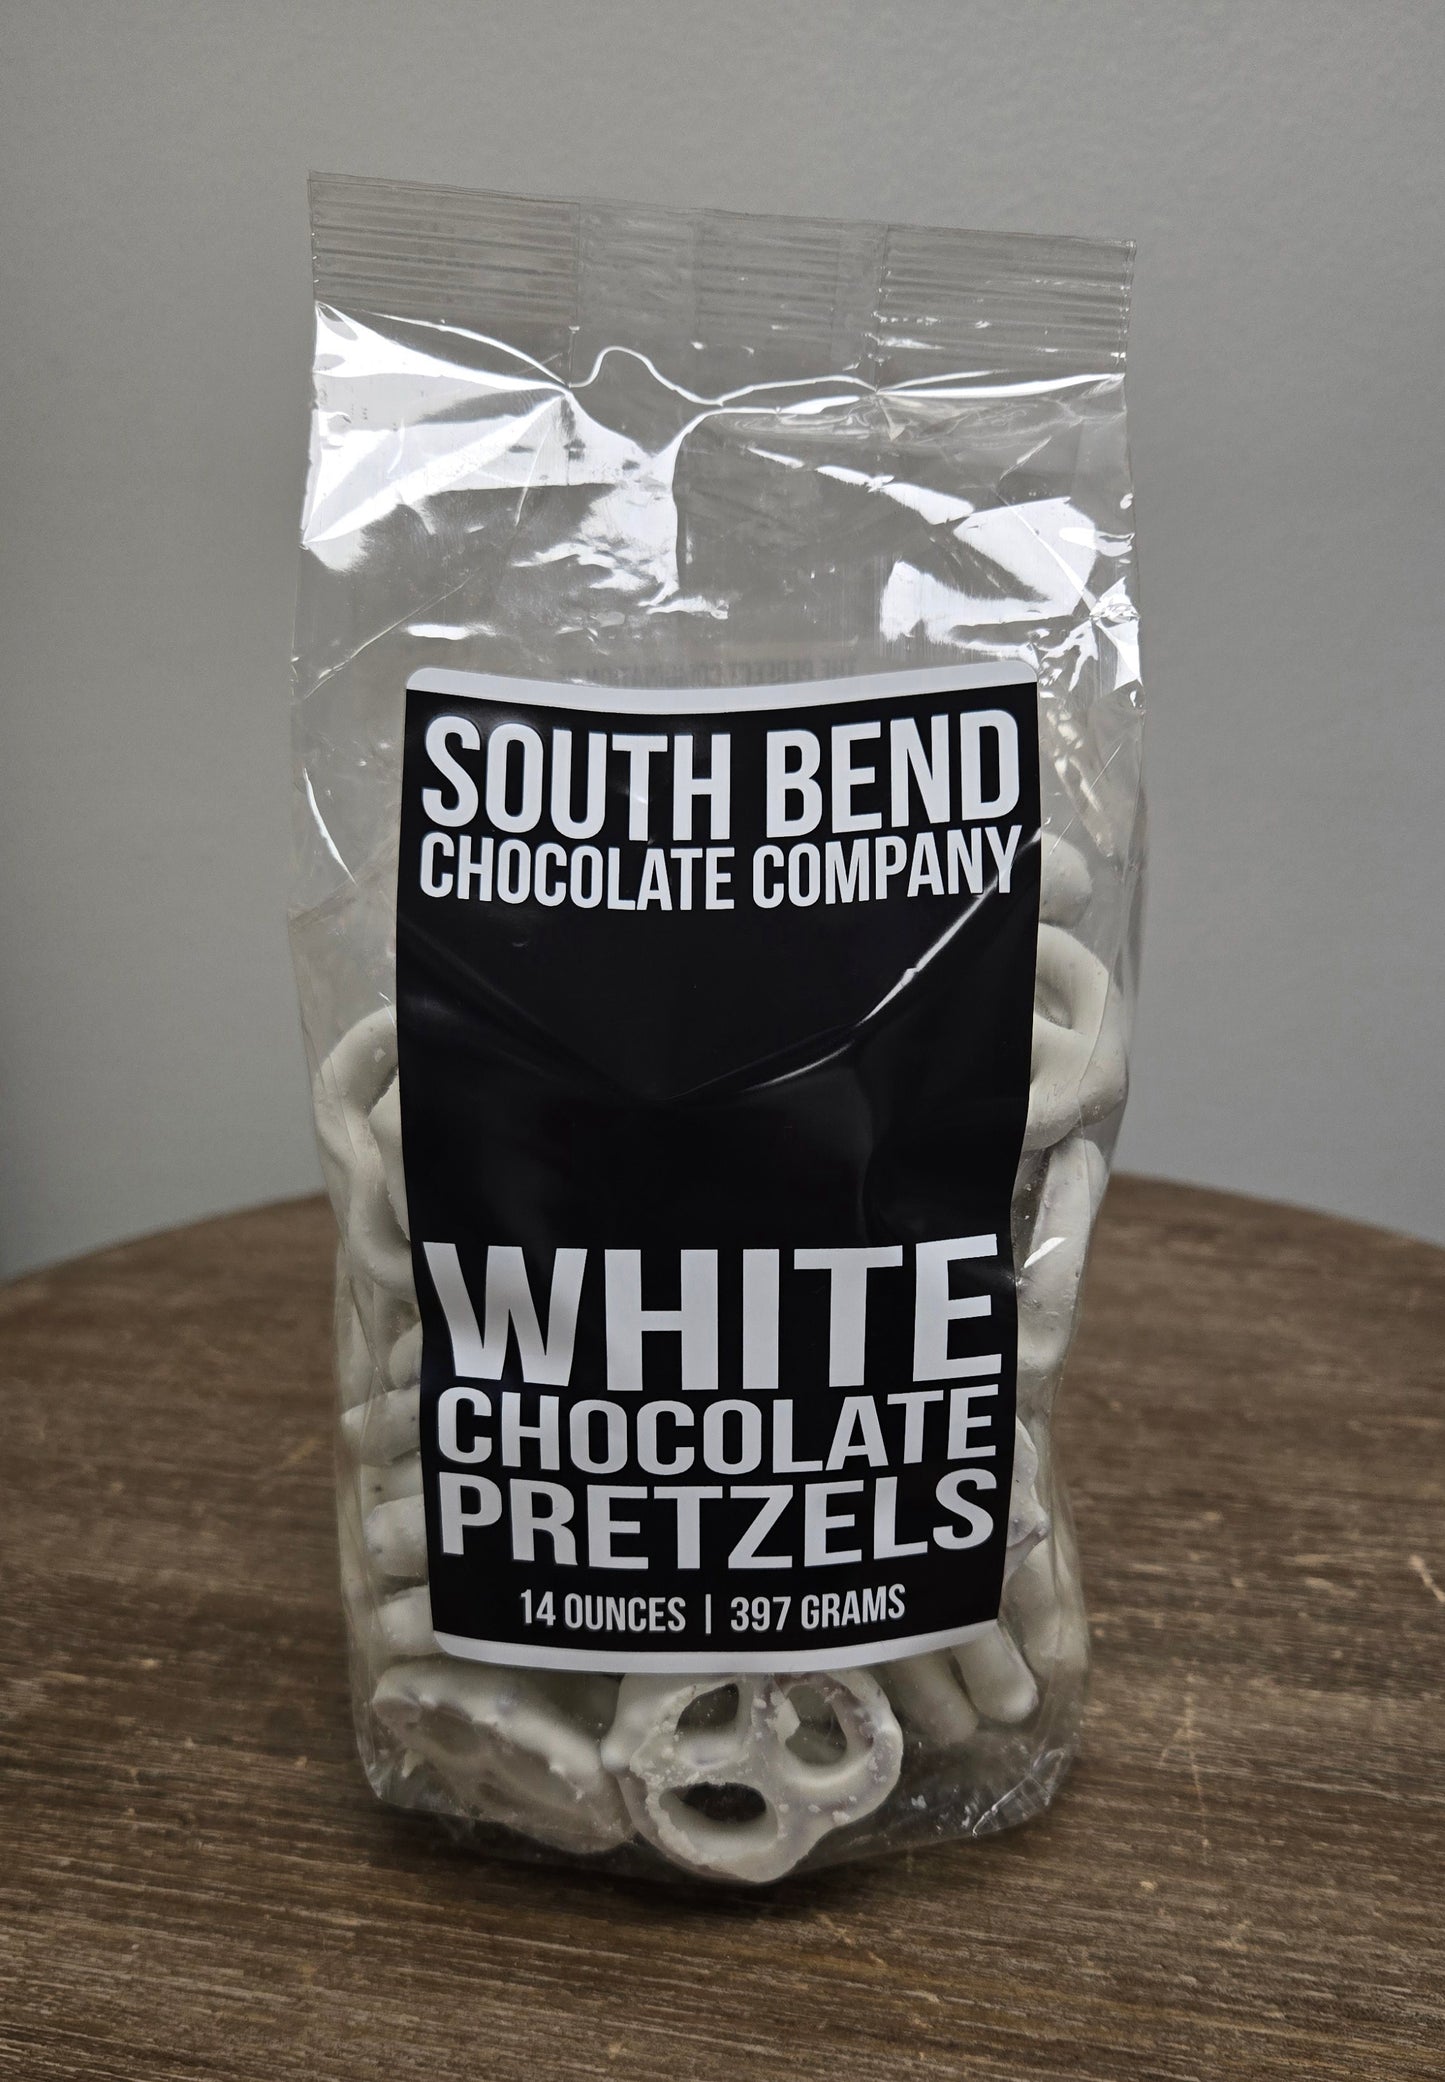 SOUTH BEND
CHOCOLATE COMPANY
WHITE
CHOCOLATE
PRETZELS
14 OUNCES | 397 GRAMS